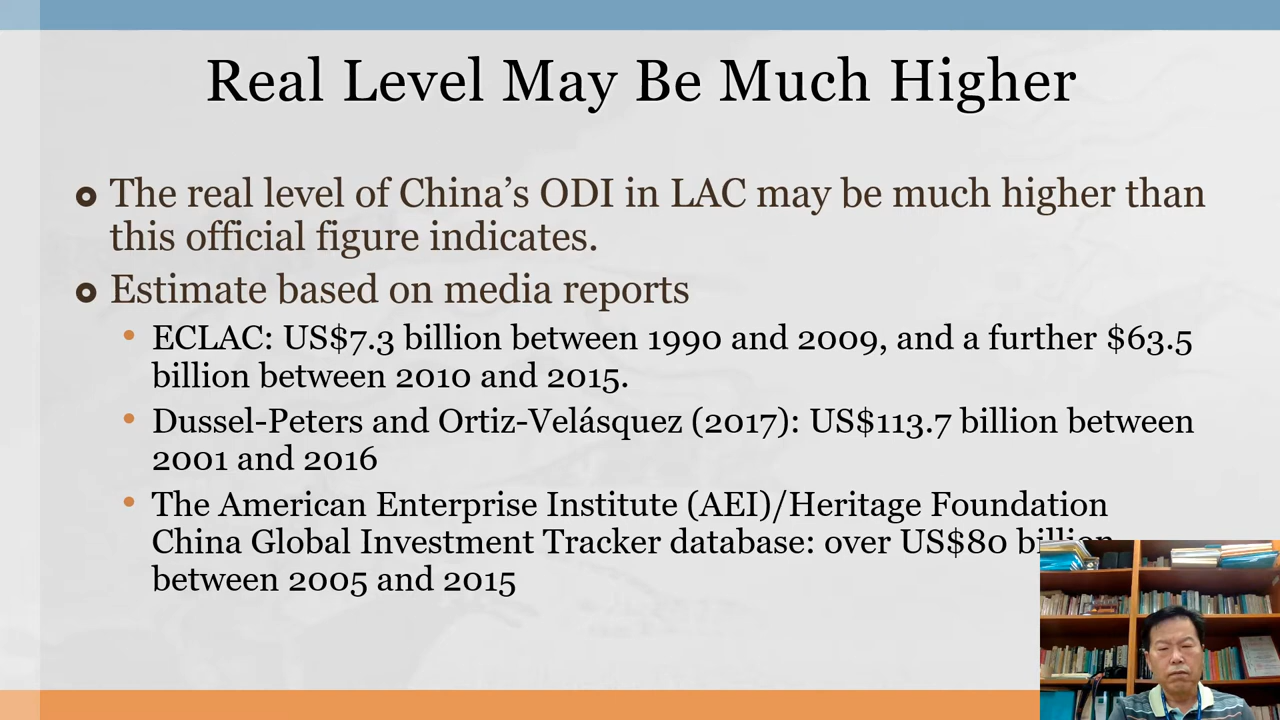 Real Level May Be Much Higher
The real level of China’s ODI in LAC may be much higher than
this official figure indicates.
Estimate based on media reports
ECLAC: US$7.3 billion between 1990 and 2009, and a further $63.5
billion between 2010 and 2015.
Dussel-Peters and Ortiz-Velásquez (2017): US$113.7 billion between
2001 and 2016
The American Enterprise Institute (AEI)/Heritage Foundation
China Global Investment Tracker database: over US$80 billion
between 2005 and 2015